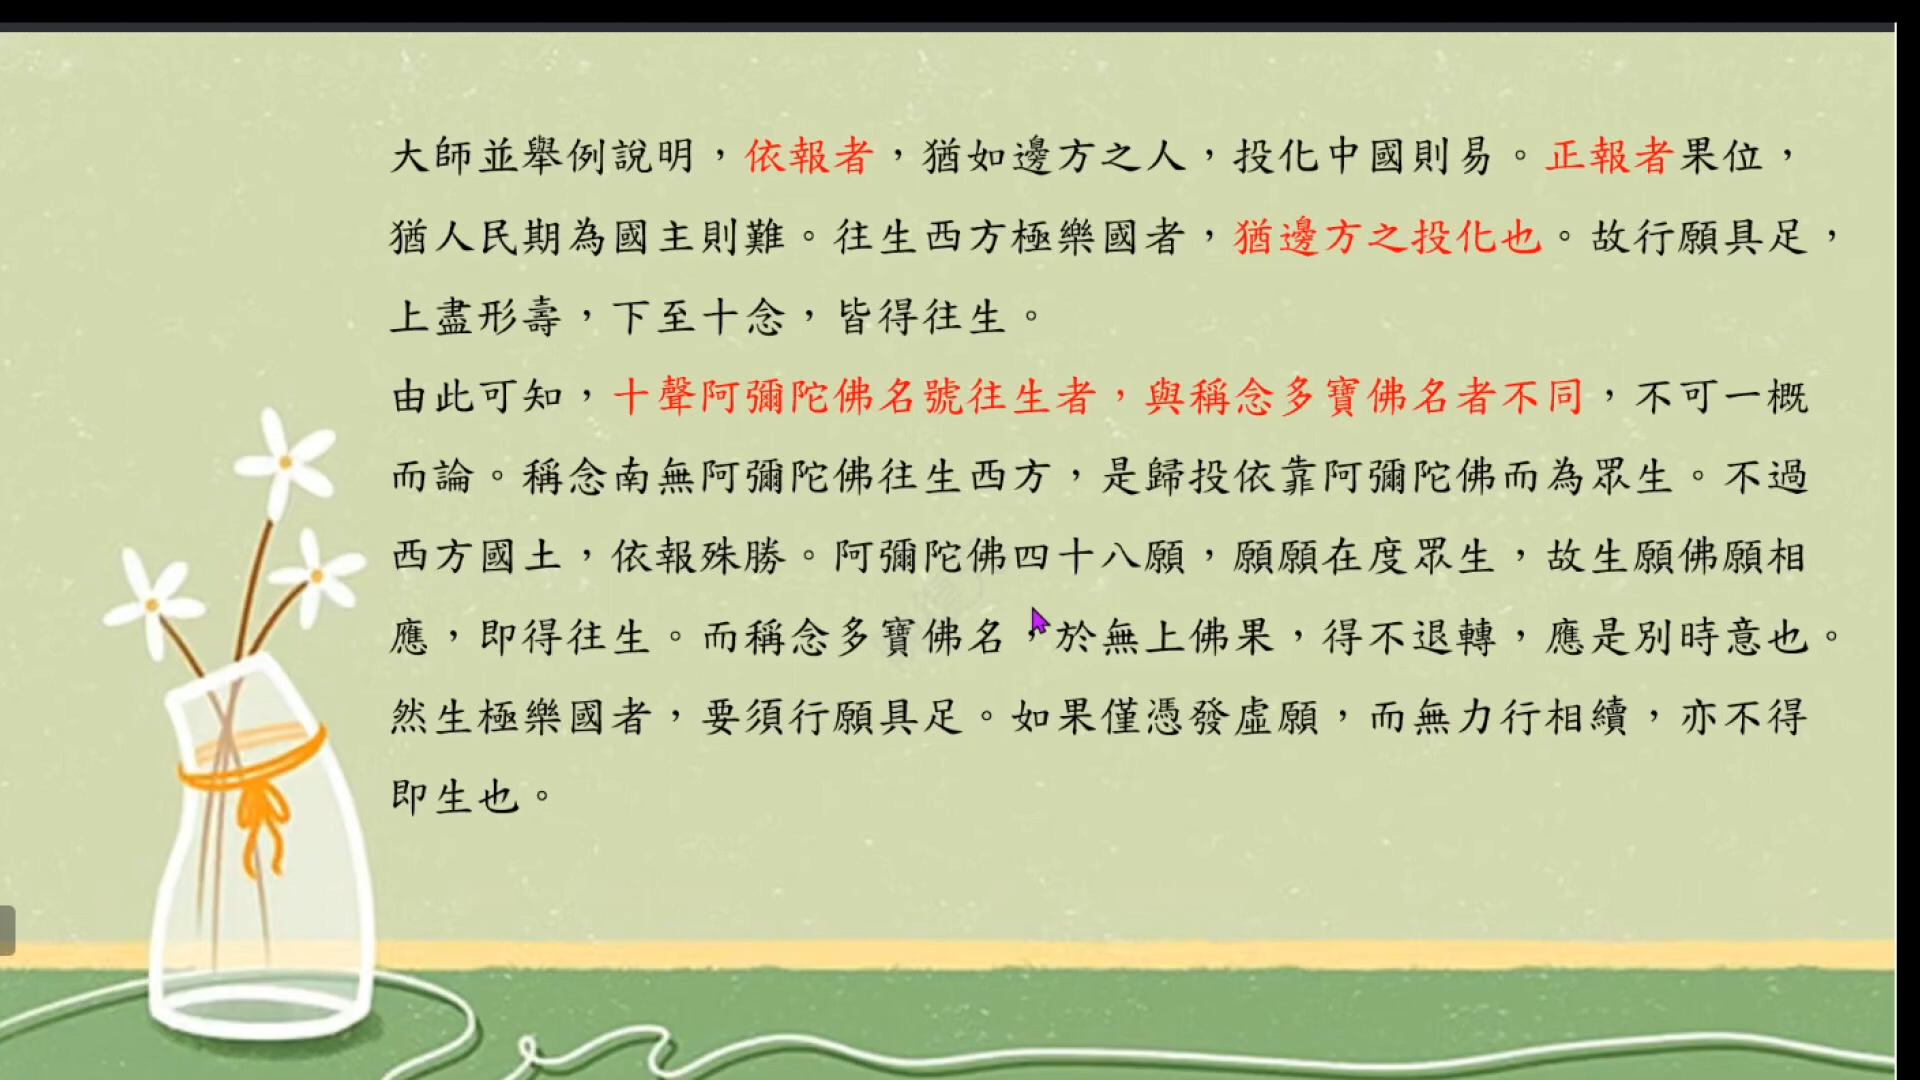 大師並舉例說明，依報者，猶如邊方之人，投化中國則易。正報者果位，
猶人民期為國主則難。往生西方極樂國者，猶邊方之投化也。故行願具足，
上盡形壽，下至十念，皆得往生。
由此可知，十聲阿彌陀佛名號往生者，與稱念多寶佛名者不同，不可一概
而論。稱念南無阿彌陀佛往生西方，是歸投依靠阿彌陀佛而為眾生。不過
西方國土，依報殊勝。阿彌陀佛四十八願，願願在度眾生，故生願佛願相
應，即得往生。而稱念多寶佛名，於無上佛果，得不退轉，應是別時意也。
然生極樂國者，要須行願具足。如果僅憑發虛願，而無力行相續，亦不得
即生也。